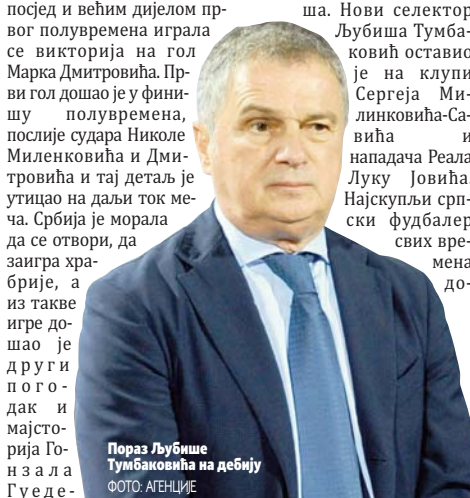 посјед и већим дијелом пр-
вог полувремена играла
се викторија на гол
Марка Дмитровића. Пр-
ви гол дошао је у фини-
шу полувремена,
послије судара Николе
Миленковића и Дми-
тровића и тај детаљ је
утицао на даљи ток ме-
ча. Србија је морала
да се отвори, да
заигра хра-
брије, а
из такве
игре до-
шао је
други
пого-
дак и
мајсто-
рија Го-
нзала
Гуеде-
ша. Нови селектор
Љубиша Тумба-
ковић оставио
је на клупи
Сергеја Ми-
линковића-Са-
вића и
нападача Реала
Луку Јовића.
Најскупљи срп-
ски фудбалер
свих вре-
мена
до-
Пораз Љубише
Тумбаковића на дебију
ФОТО: АГЕНЦИЈЕ